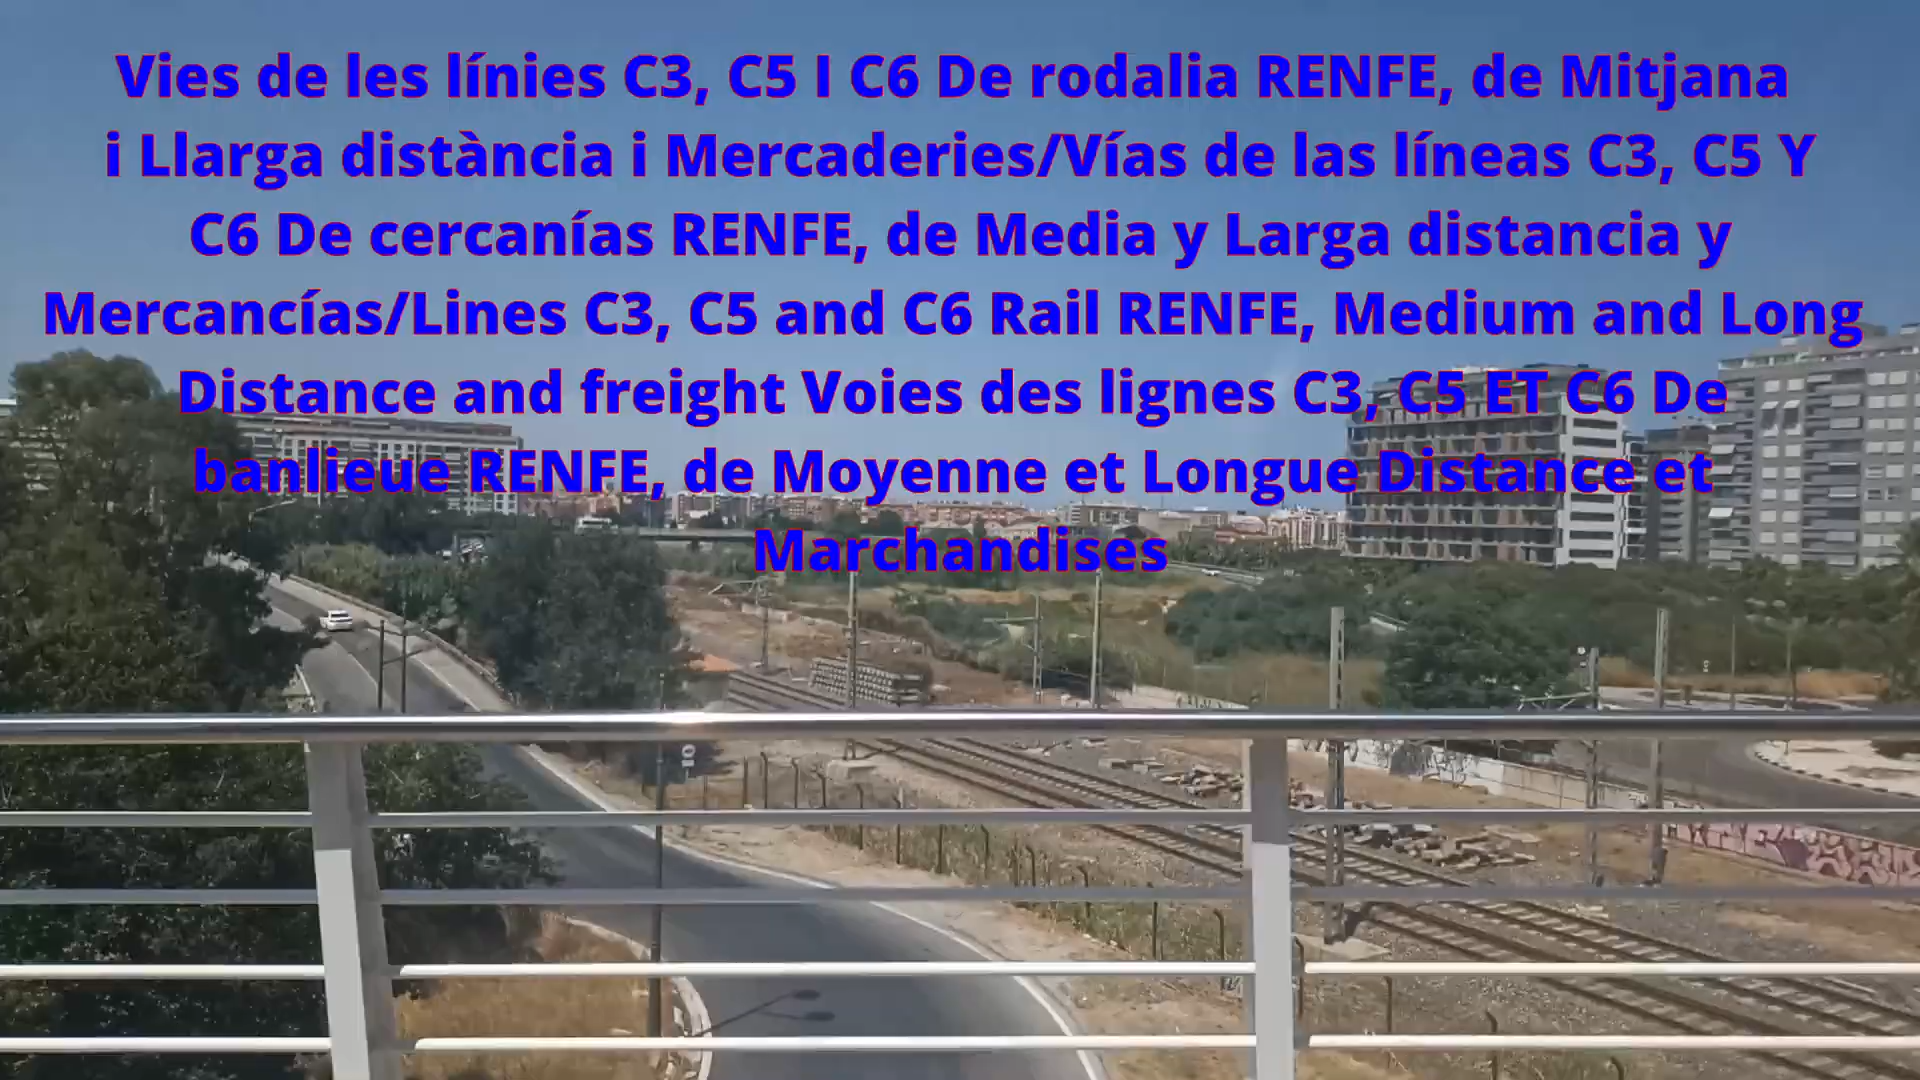 Vies de les línies C3, C5 I C6 De rodalia RENFE, de Mitjana
i Llarga distància i Mercaderies/Vías de las líneas C3, C5 Y
C6 De cercanías RENFE, de Media y Larga distancia y
Mercancías/Lines C3, C5 and C6 Rail RENFE, Medium and Long
Distance and freight Voies des lignes C3, C5 ET C6 De
banlieue RENFE, de Moyenne et Longue Distance et
Marchandises